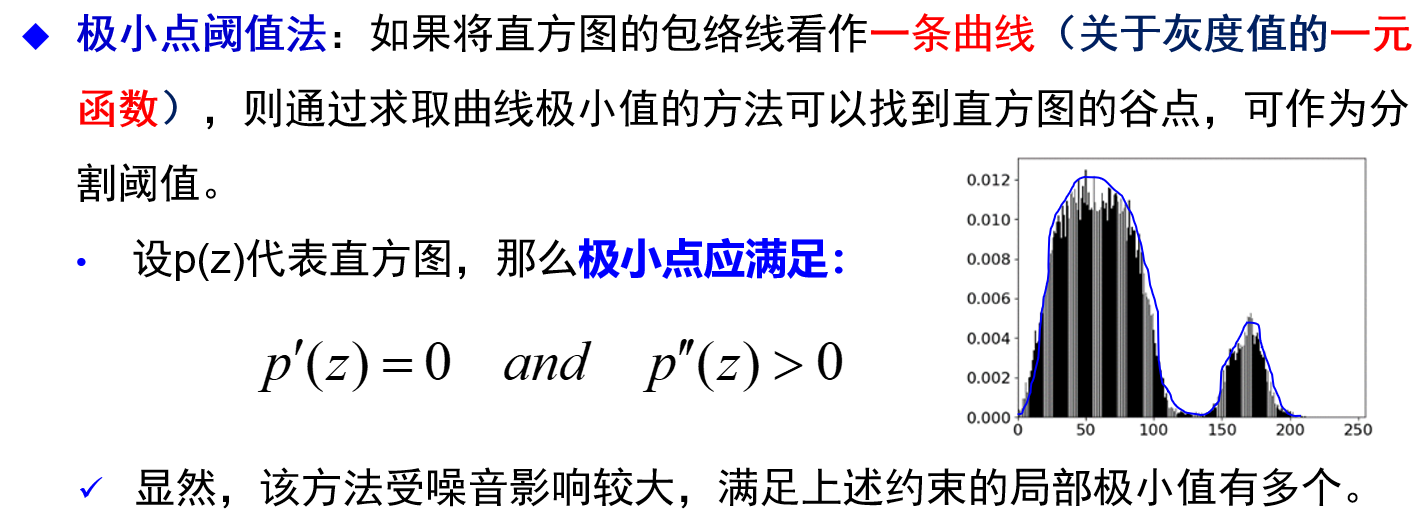 ◆ 极小点阈值法：如果将直方图的包络线看作一条曲线（关于灰度值的一元
函数），则通过求取曲线极小值的方法可以找到直方图的谷点，可作为分
割阈值。
• 设p(z)代表直方图，那么极小点应满足：
p′(z) = 0 and p″(z) > 0
0.012
0.010
0.008
0.006
0.004
0.002
0.000
0 50 100 150 200 250
✓ 显然，该方法受噪音影响较大，满足上述约束的局部极小值有多个。